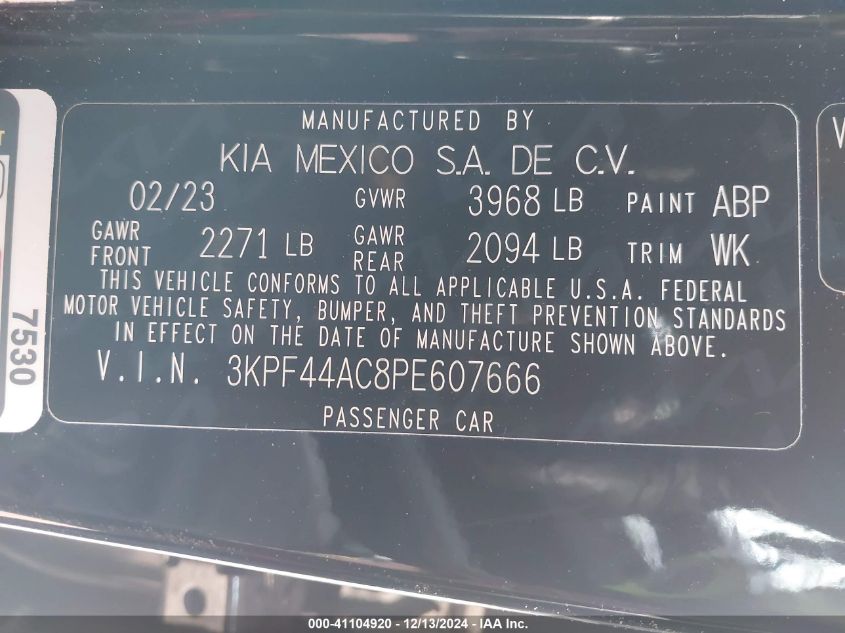 MANUFACTURED BY
KIA MEXICO S.A. DE C.V.
02/23 GVWR 3968 LB PAINT ABP
GAWR FRONT 2271 LB GAWR REAR 2094 LB TRIM WK
THIS VEHICLE CONFORMS TO ALL APPLICABLE U.S.A. FEDERAL
MOTOR VEHICLE SAFETY, BUMPER, AND THEFT PREVENTION STANDARDS
IN EFFECT ON THE DATE OF MANUFACTURE SHOWN ABOVE.
V.I.N. 3KPF44AC8PE607666
PASSENGER CAR
7530
000-41104920 - 12/13/2024 - IAA Inc.